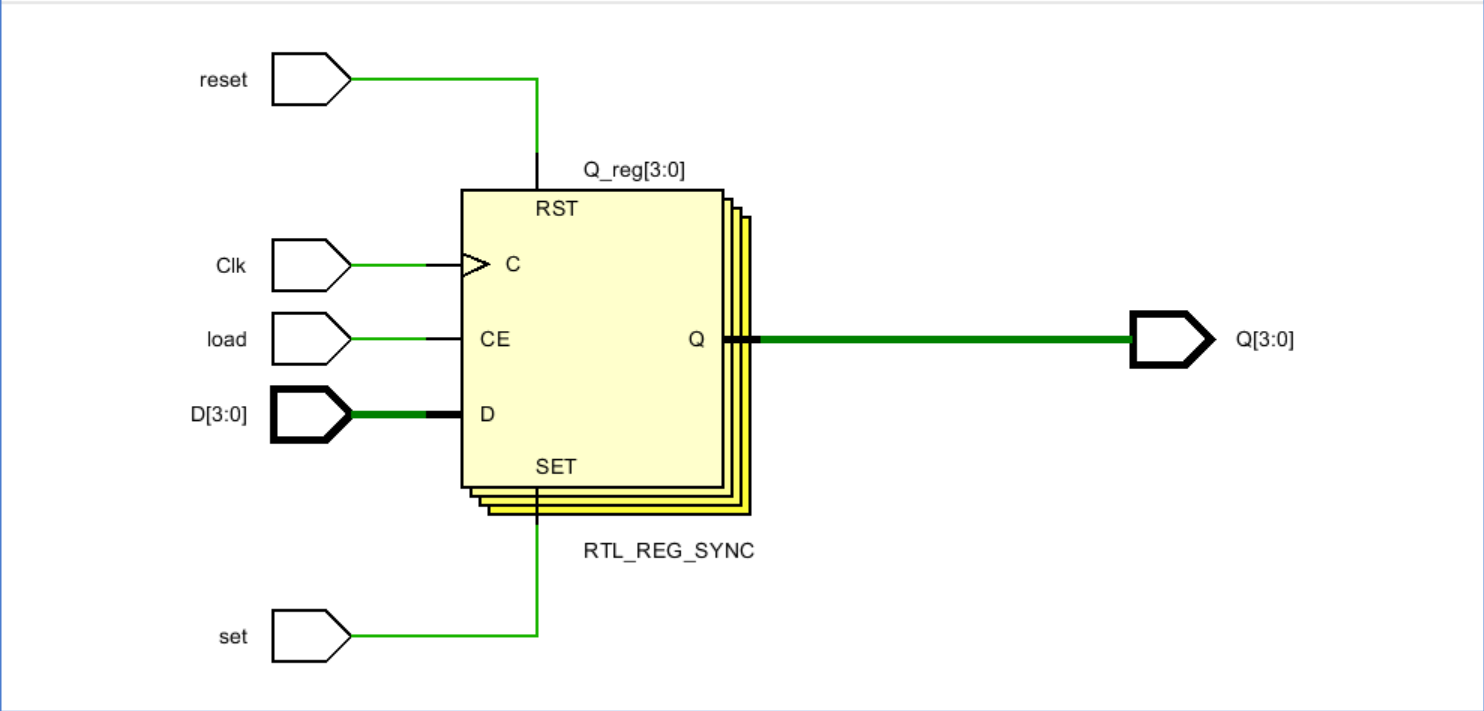 reset
Q_reg[3:0]
RST
Clk
C
load
CE
Q
Q[3:0]
D[3:0]
D
SET
RTL_REG_SYNC
set